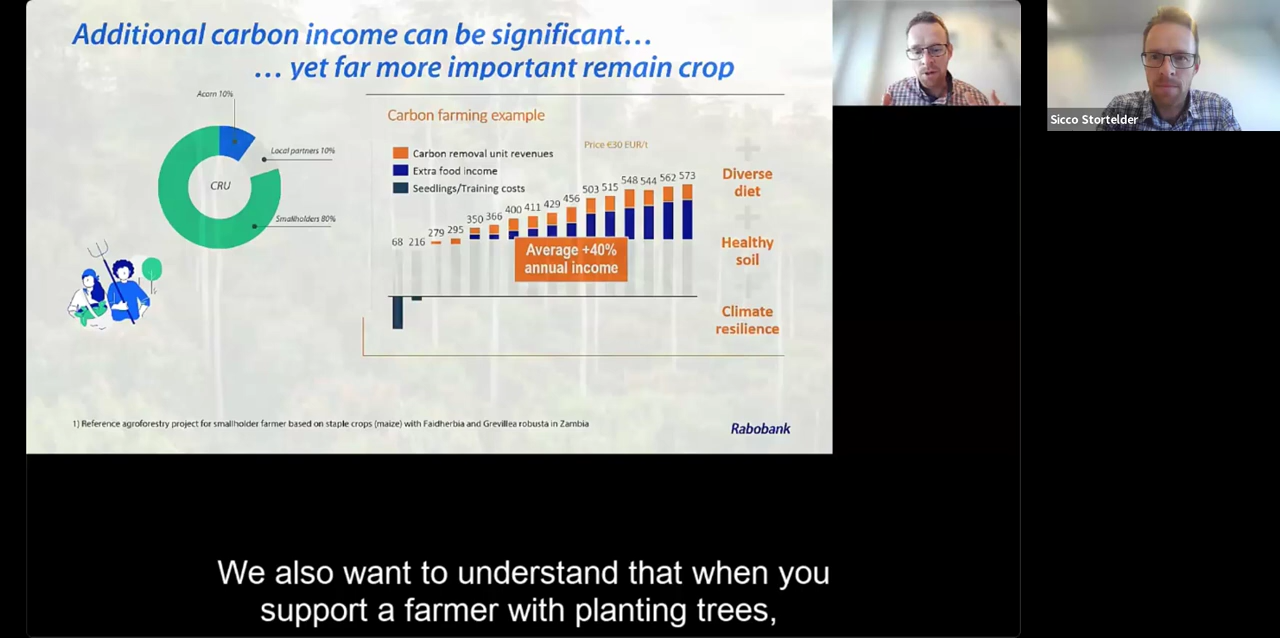 Additional carbon income can be significant…
… yet far more important remain crop
Acorn 10%
Local partners 10%
CRU
Smallholders 80%
Carbon farming example
Price €30 EUR/t
Carbon removal unit revenues
Extra food income
Seedlings/Training costs
68 216 279 295 350 366 400 411 429 456 503 515 548 544 562 573
Average +40%
annual income
Diverse
diet
Healthy
soil
Climate
resilience
1) Reference agroforestry project for smallholder farmer based on staple crops (maize) with Faidherbia and Grevillea robusta in Zambia
Rabobank
Sicco Stortelder
We also want to understand that when you
support a farmer with planting trees,